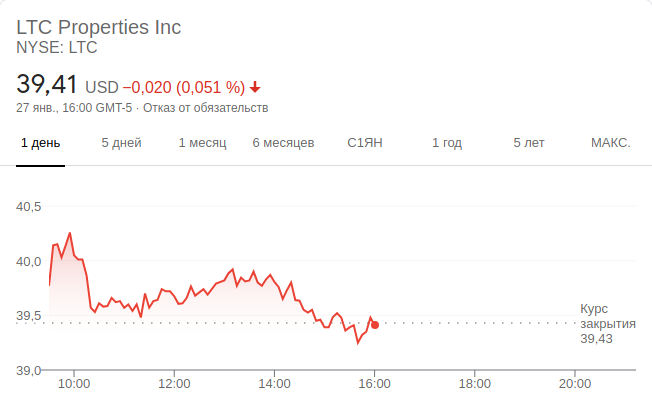 LTC Properties Inc
NYSE: LTC
39,41 USD −0,020 (0,051 %)
27 янв., 16:00 GMT-5 · Отказ от обязательств
1 день 5 дней 1 месяц 6 месяцев С1ЯН 1 год 5 лет МАКС.
40,5
40,0
39,5
39,0
Курс
закрытия
39,43
10:00 12:00 14:00 16:00 18:00 20:00